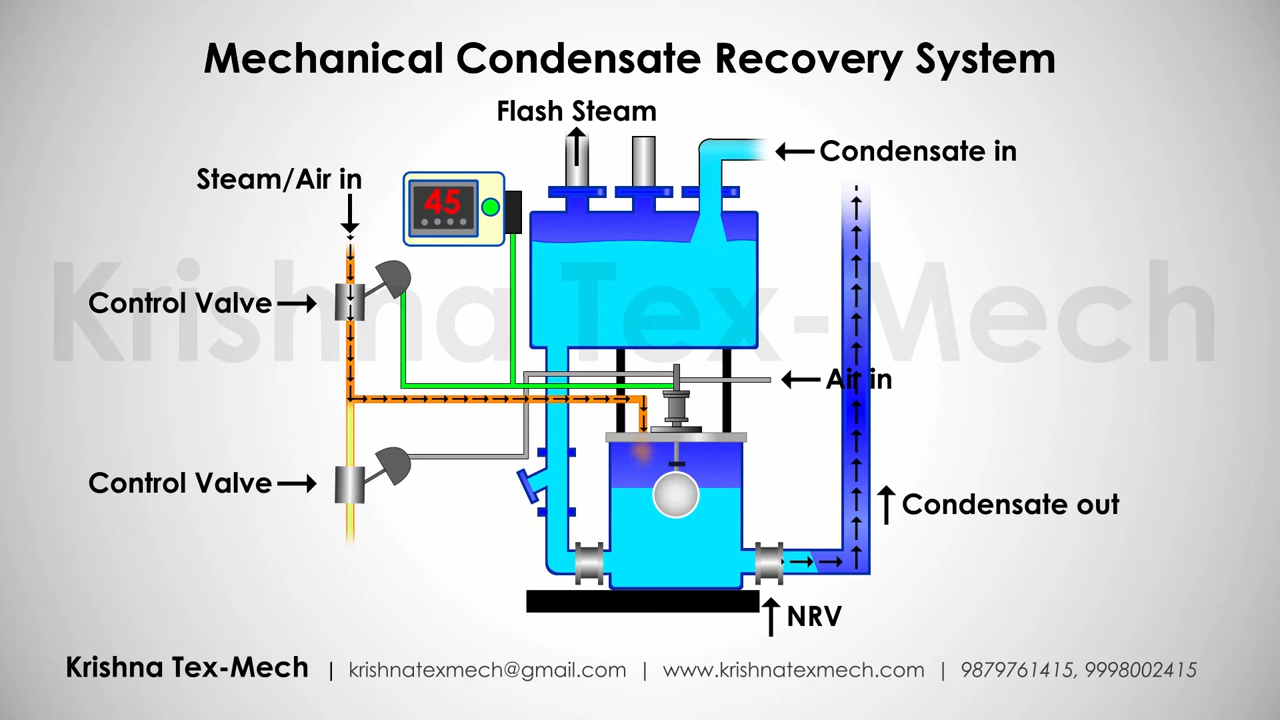 Mechanical Condensate Recovery System
Flash Steam
Condensate in
Steam/Air in
45
Control Valve
Krishna Tex-Mech
Air in
Control Valve
Condensate out
NRV
Krishna Tex-Mech | krishnatexmech@gmail.com | www.krishnatexmech.com | 9879761415, 9998002415